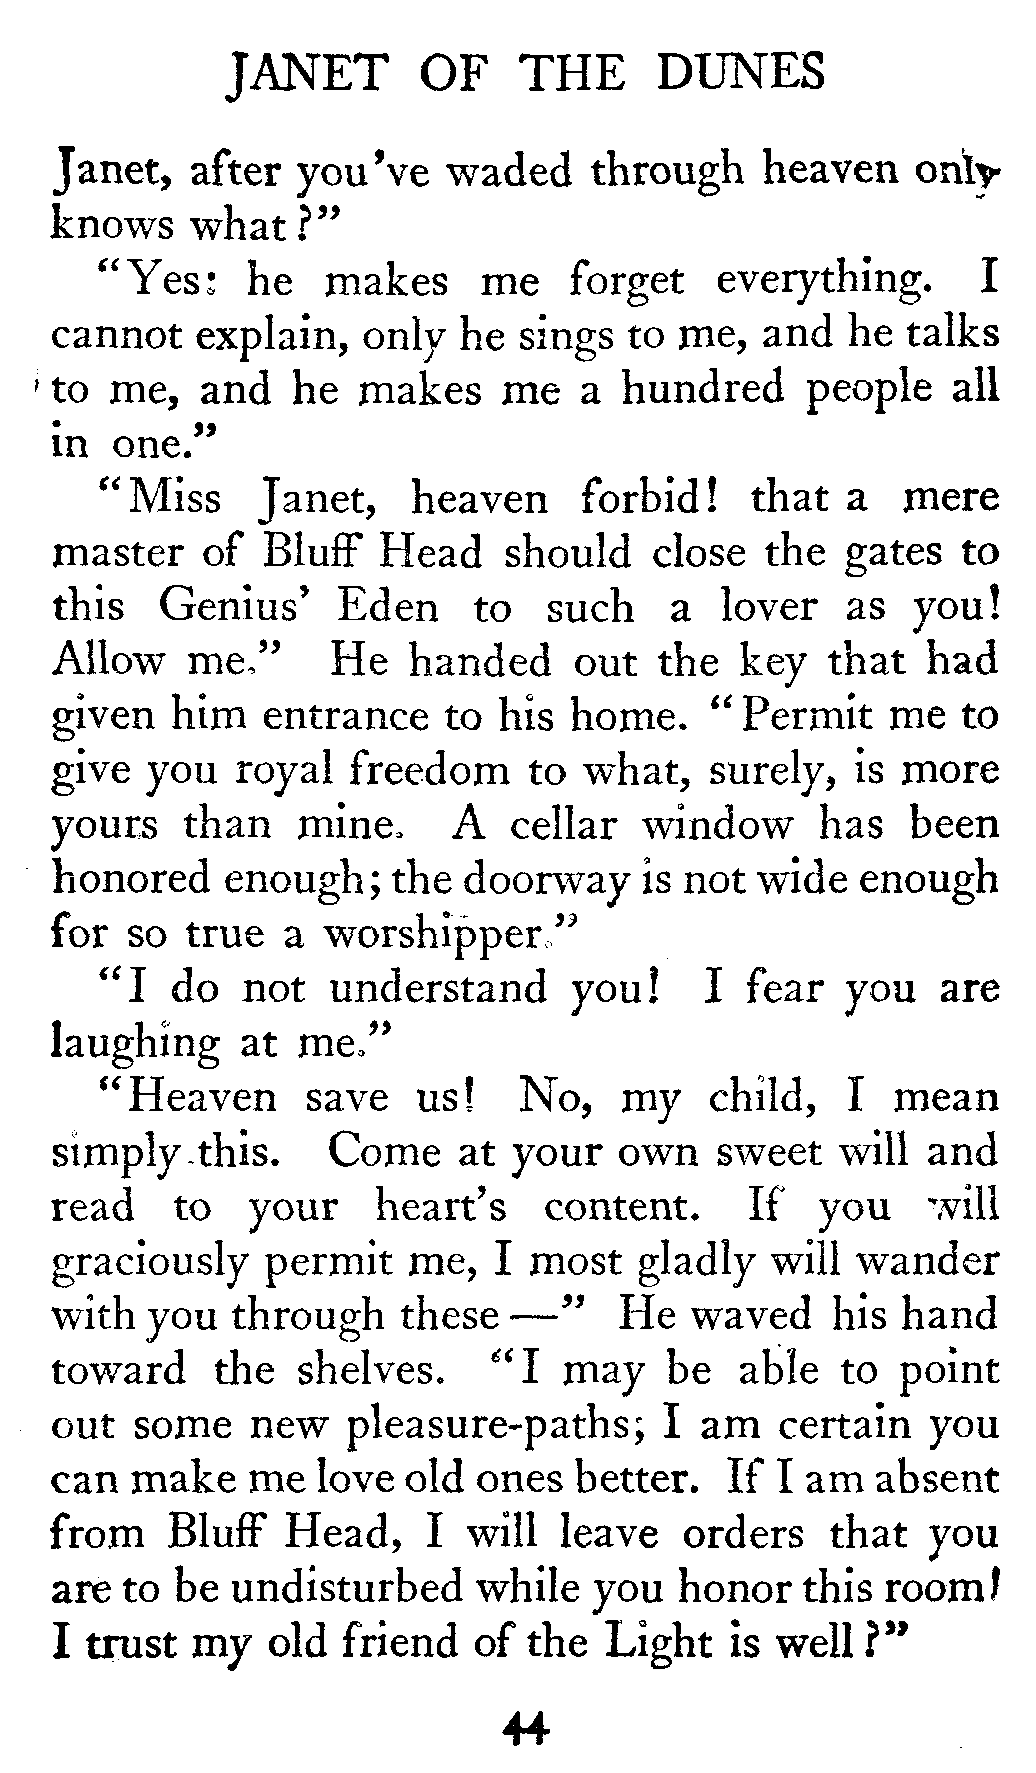 JANET OF THE DUNES
Janet, after you've waded through heaven only
knows what?"
"Yes; he makes me forget everything. I
cannot explain, only he sings to me, and he talks
to me, and he makes me a hundred people all
in one."
"Miss Janet, heaven forbid! that a mere
master of Bluff Head should close the gates to
this Genius' Eden to such a lover as you!
Allow me." He handed out the key that had
given him entrance to his home. "Permit me to
give you royal freedom to what, surely, is more
yours than mine. A cellar window has been
honored enough; the doorway is not wide enough
for so true a worshipper."
"I do not understand you! I fear you are
laughing at me."
"Heaven save us! No, my child, I mean
simply this. Come at your own sweet will and
read to your heart's content. If you will
graciously permit me, I most gladly will wander
with you through these—" He waved his hand
toward the shelves. "I may be able to point
out some new pleasure-paths; I am certain you
can make me love old ones better. If I am absent
from Bluff Head, I will leave orders that you
are to be undisturbed while you honor this room!
I trust my old friend of the Light is well?"
44